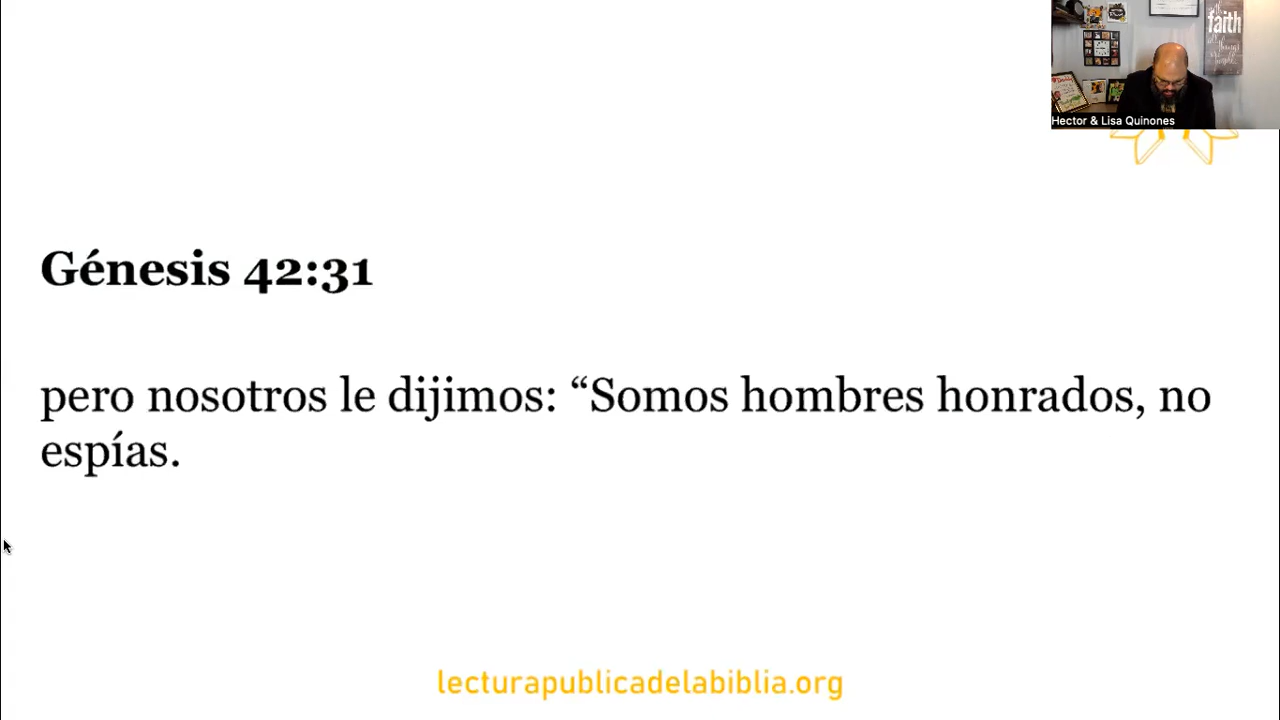 faith
Hector & Lisa Quinones
Génesis 42:31
pero nosotros le dijimos: “Somos hombres honrados, no
espías.
lecturapublicadelabiblia.org